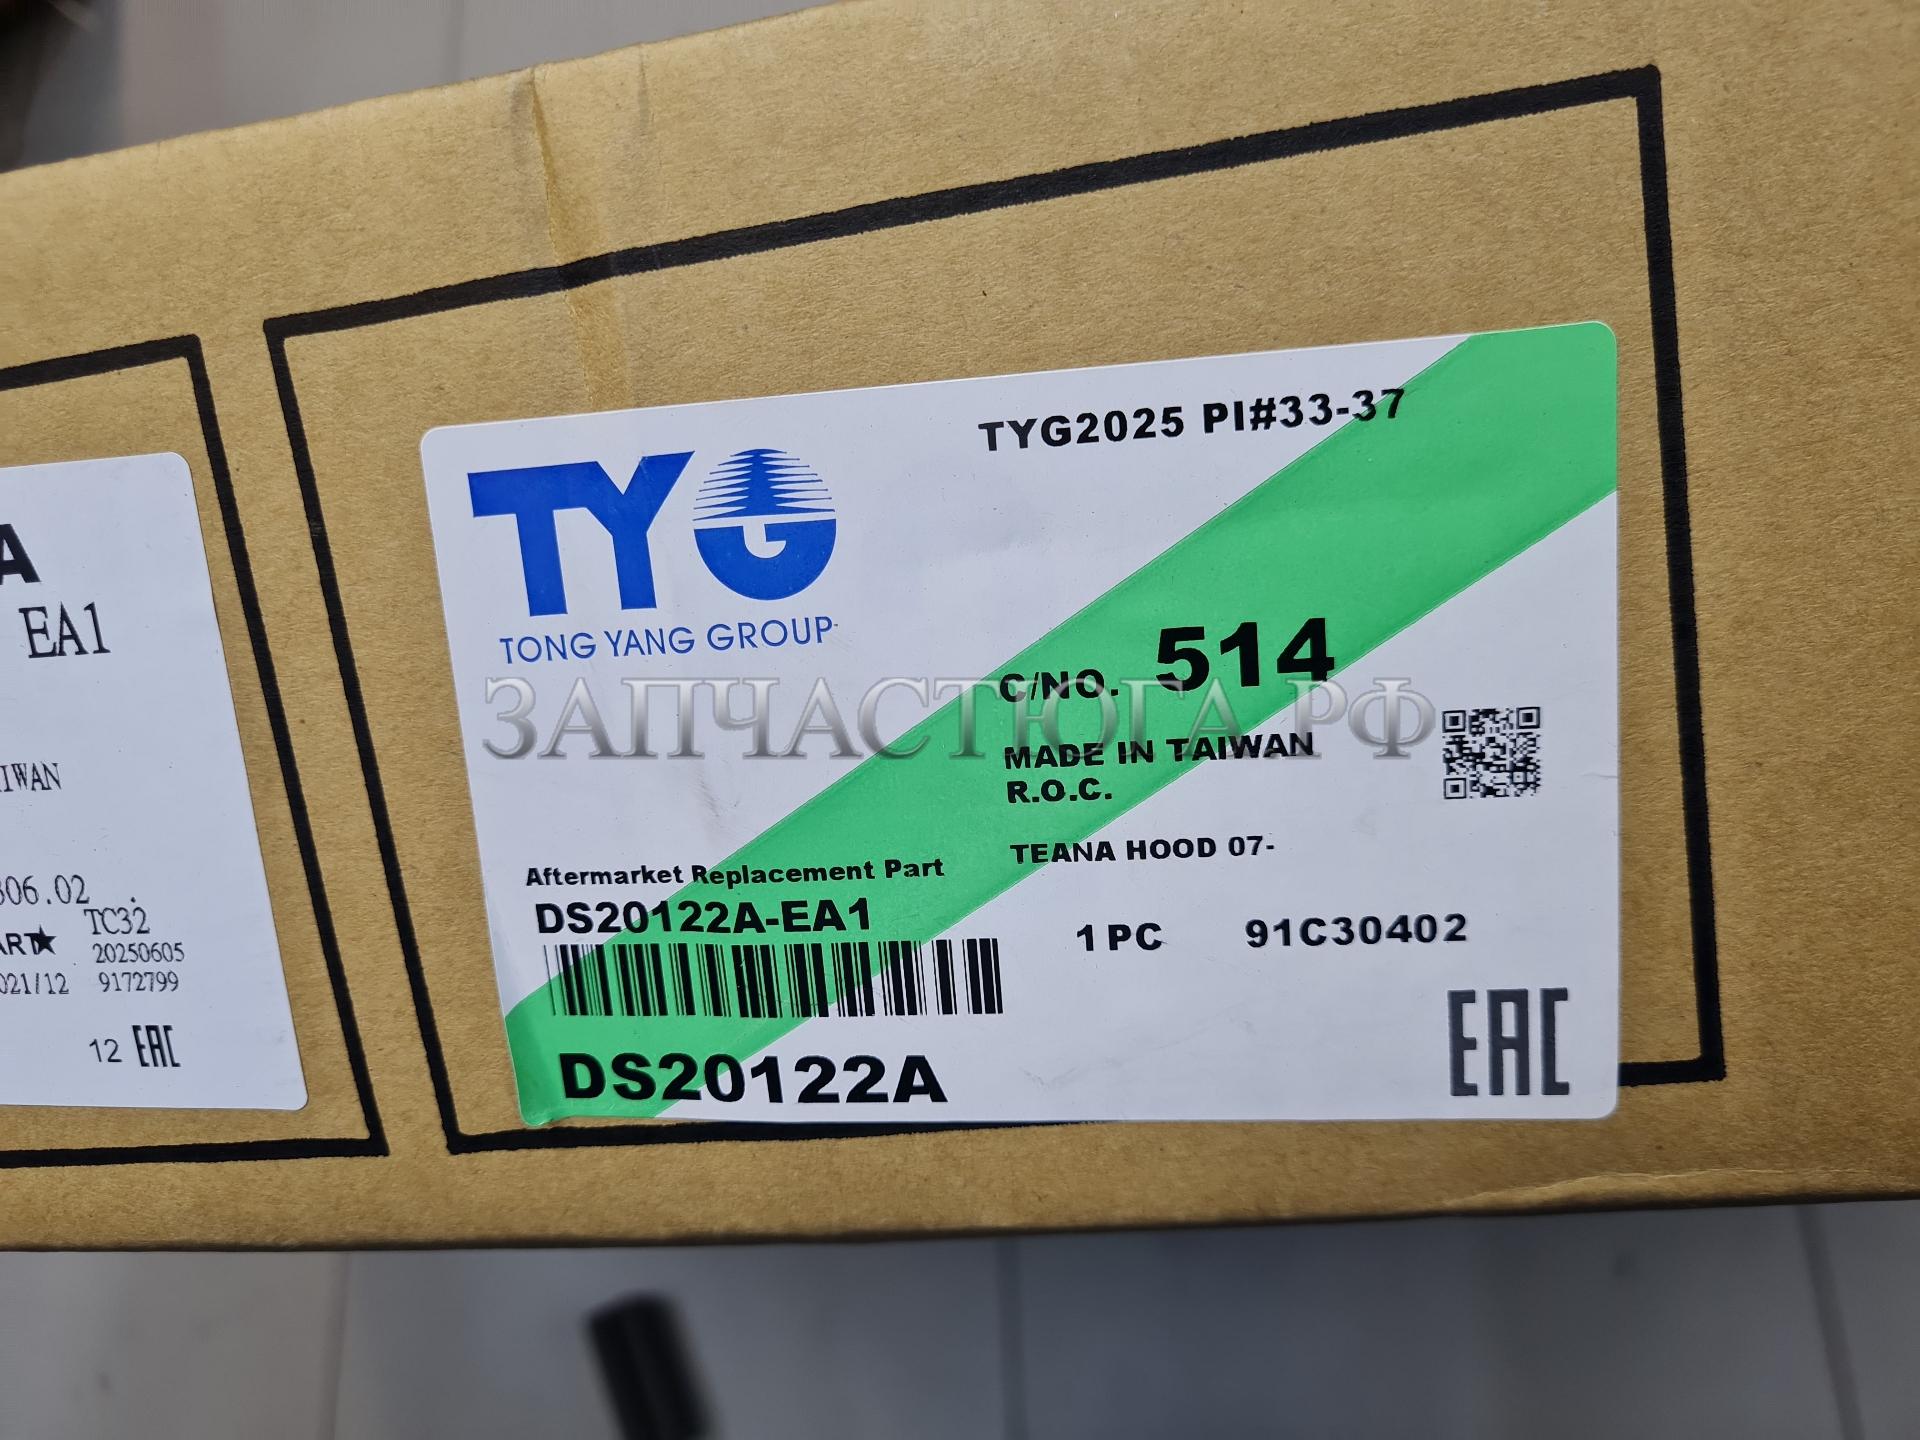 A
EA1
IWAN
306.02
ART★ TC32
20250605
021/12 9172799
12 EAC
TYG2025 PI#33-37
TYG
TONG YANG GROUP
C/NO. 514
ЗАПЧАСТЮГА.РФ
MADE IN TAIWAN
R.O.C.
TEANA HOOD 07-
Aftermarket Replacement Part
DS20122A-EA1
1 PC 91C30402
DS20122A
EAC